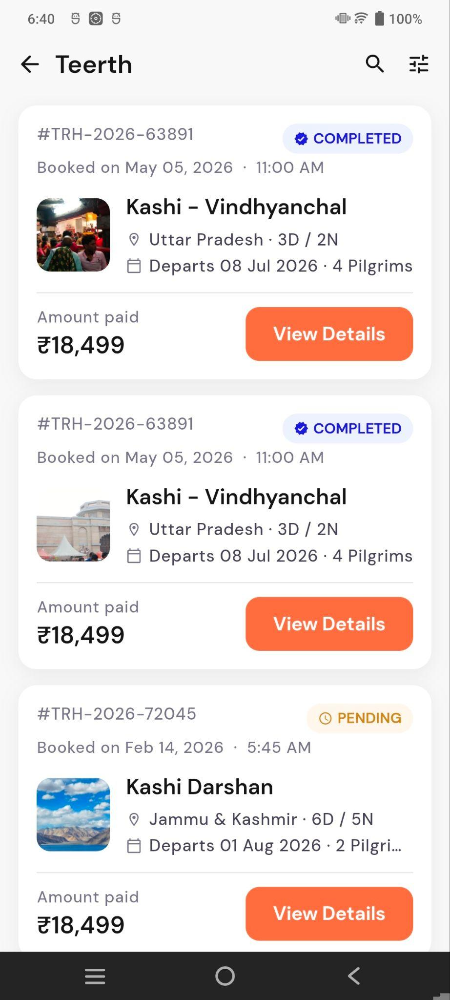 6:40
100%
Teerth
#TRH-2026-63891
COMPLETED
Booked on May 05, 2026 · 11:00 AM
Kashi - Vindhyanchal
Uttar Pradesh · 3D / 2N
Departs 08 Jul 2026 · 4 Pilgrims
Amount paid
₹18,499
View Details
#TRH-2026-63891
COMPLETED
Booked on May 05, 2026 · 11:00 AM
Kashi - Vindhyanchal
Uttar Pradesh · 3D / 2N
Departs 08 Jul 2026 · 4 Pilgrims
Amount paid
₹18,499
View Details
#TRH-2026-72045
PENDING
Booked on Feb 14, 2026 · 5:45 AM
Kashi Darshan
Jammu & Kashmir · 6D / 5N
Departs 01 Aug 2026 · 2 Pilgri...
Amount paid
₹18,499
View Details